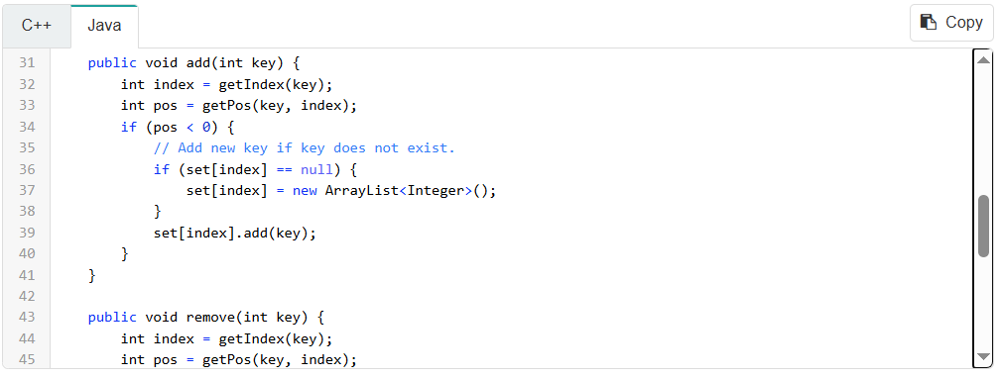 C++
Java
Copy
31    public void add(int key) {
32        int index = getIndex(key);
33        int pos = getPos(key, index);
34        if (pos < 0) {
35            // Add new key if key does not exist.
36            if (set[index] == null) {
37                set[index] = new ArrayList<Integer>();
38            }
39            set[index].add(key);
40        }
41    }
42
43    public void remove(int key) {
44        int index = getIndex(key);
45        int pos = getPos(key, index);